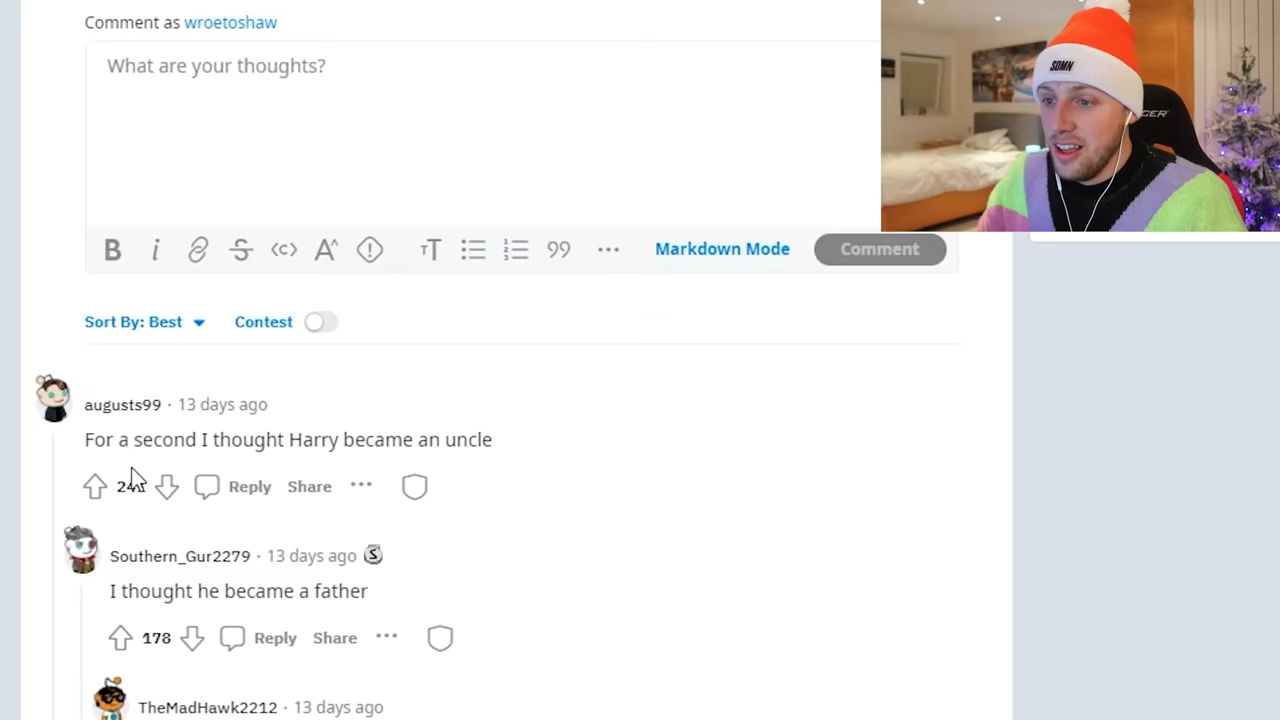 Comment as wroetoshaw
What are your thoughts?
SDMN
Markdown Mode
Comment
Sort By: Best
Contest
augusts99 · 13 days ago
For a second I thought Harry became an uncle
Reply Share
Southern_Gur2279 · 13 days ago
I thought he became a father
178 Reply Share
TheMadHawk2212 · 13 days ago